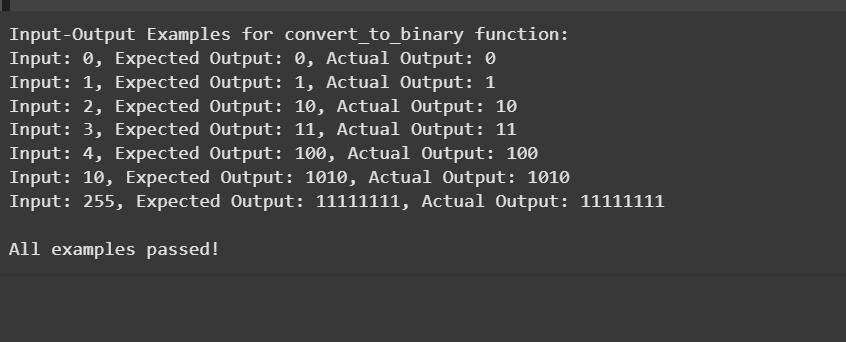 Input-Output Examples for convert_to_binary function:
Input: 0, Expected Output: 0, Actual Output: 0
Input: 1, Expected Output: 1, Actual Output: 1
Input: 2, Expected Output: 10, Actual Output: 10
Input: 3, Expected Output: 11, Actual Output: 11
Input: 4, Expected Output: 100, Actual Output: 100
Input: 10, Expected Output: 1010, Actual Output: 1010
Input: 255, Expected Output: 11111111, Actual Output: 11111111
All examples passed!